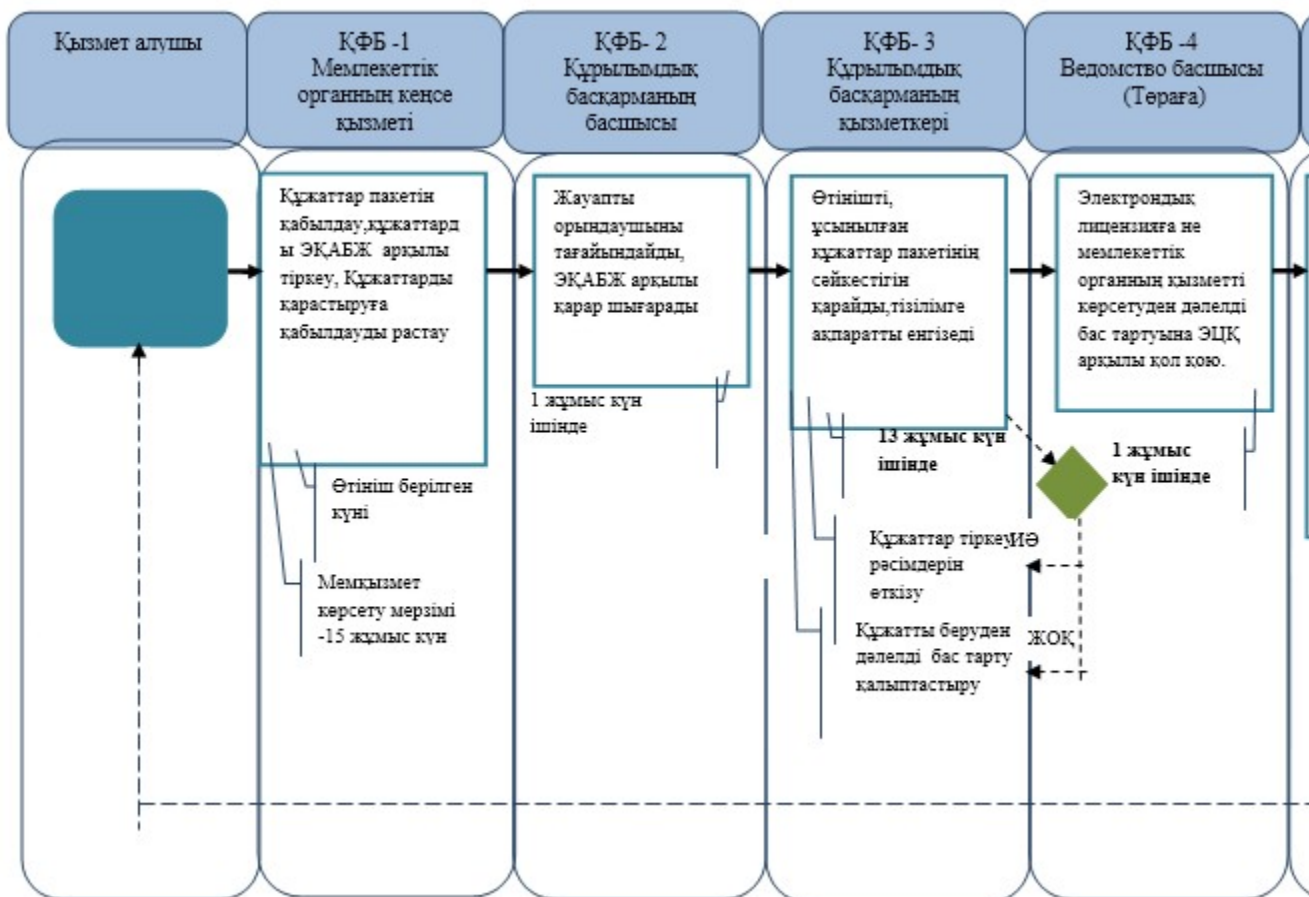 Қызмет алушы
ҚФБ -1
Мемлекеттік
органның кеңсе
қызметі
ҚФБ- 2
Құрылымдық
басқарманың
басшысы
ҚФБ- 3
Құрылымдық
басқарманың
қызметкері
ҚФБ -4
Ведомство басшысы
(Төраға)
Құжаттар пакетін
қабылдау,құжаттард
ы ЭҚАБЖ арқылы
тіркеу, Құжаттарды
қарастыруға
қабылдауды растау
Өтініш берілген
күні
Мемқызмет
көрсету мерзімі
-15 жұмыс күн
Жауапты
орындаушыны
тағайындайды,
ЭҚАБЖ арқылы
қарар шығарады
1 жұмыс күн
ішінде
Өтінішті,
ұсынылған
құжаттар пакетінің
сәйкестігін
қарайды,тізілімге
ақпаратты енгізеді
13 жұмыс күн
ішінде
Құжаттар тіркеу
рәсімдерін
өткізу
ИӘ
Құжатты беруден
дәлелді бас тарту
қалыптастыру
ЖОҚ
Электрондық
лицензияға не
мемлекеттік
органның қызметті
көрсетуден дәлелді
бас тартуына ЭЦҚ
арқылы қол қою.
1 жұмыс
күн ішінде